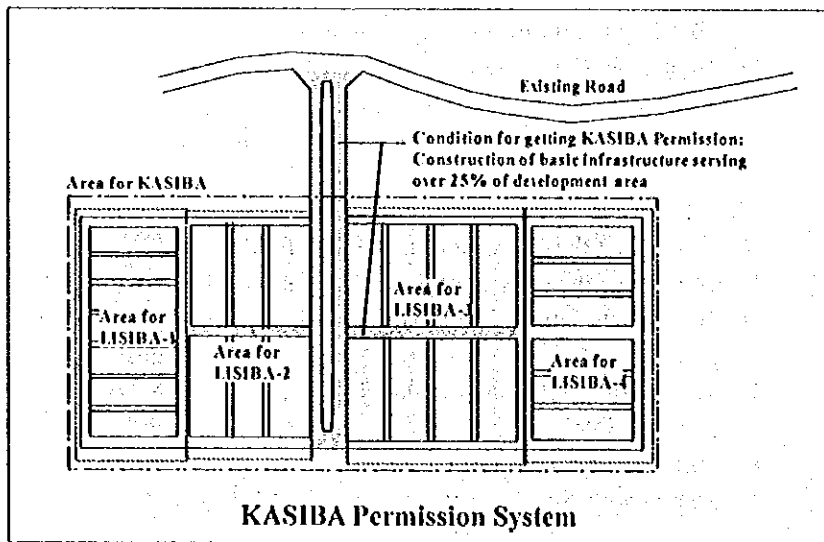 Existing Road
Condition for getting KASIBA Permission:
Construction of basic infrastructure serving
over 25% of development area
Area for KASIBA
Area for
LISIBA-1
Area for
LISIBA-2
Area for
LISIBA-3
Area for
LISIBA-4
KASIBA Permission System